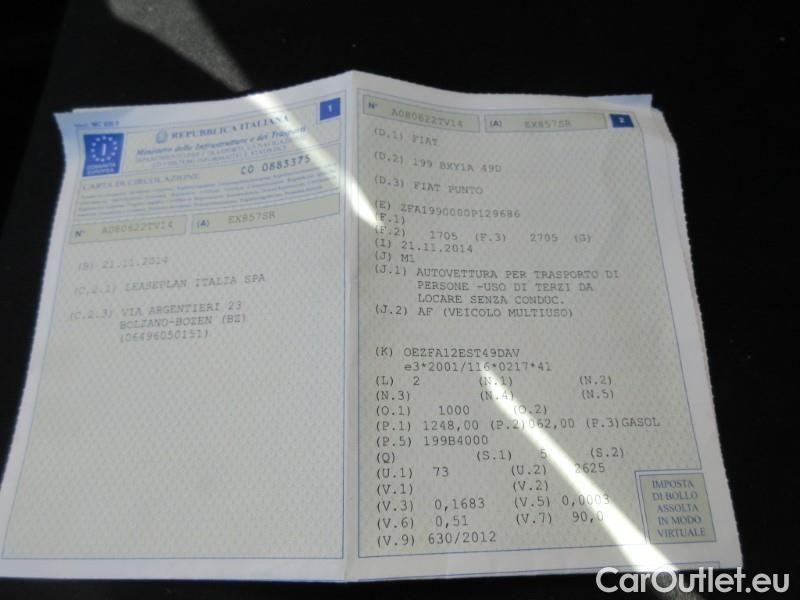 REPUBBLICA ITALIANA
Ministero delle Infrastrutture e dei Trasporti
COMUNITÀ
EUROPEA
I
1
CO 0883375
CARTA DI CIRCOLAZIONE
N° A080622TV14 (A) EX857SR
(B) 21.11.2014
(C.2.1) LEASEPLAN ITALIA SPA
(C.2.3) VIA ARGENTIERI 23
BOLZANO-BOZEN (BZ)
(06496050151)
N° A080622TV14 (A) EX857SR 2
(D.1) FIAT
(D.2) 199 BXY1A 49D
(D.3) FIAT PUNTO
(E) ZFA1990000P129686
(F.1)
(F.2) 1705 (F.3) 2705 (G)
(I) 21.11.2014
(J) M1
(J.1) AUTOVETTURA PER TRASPORTO DI
PERSONE -USO DI TERZI DA
LOCARE SENZA CONDUC.
(J.2) AF (VEICOLO MULTIUSO)
(K) OEZFA12EST49DAV
e3*2001/116*0217*41
(L) 2 (N.1) (N.2)
(N.3) (N.4) (N.5)
(O.1) 1000 (O.2)
(P.1) 1248,00 (P.2)062,00 (P.3)GASOL
(P.5) 199B4000
(Q) (S.1) 5 (S.2)
(U.1) 73 (U.2) 2625
(V.1) (V.2)
(V.3) 0,1683 (V.5) 0,0003
(V.6) 0,51 (V.7) 90,0
(V.9) 630/2012
IMPOSTA
DI BOLLO
ASSOLTA
IN MODO
VIRTUALE
CarOutlet.eu